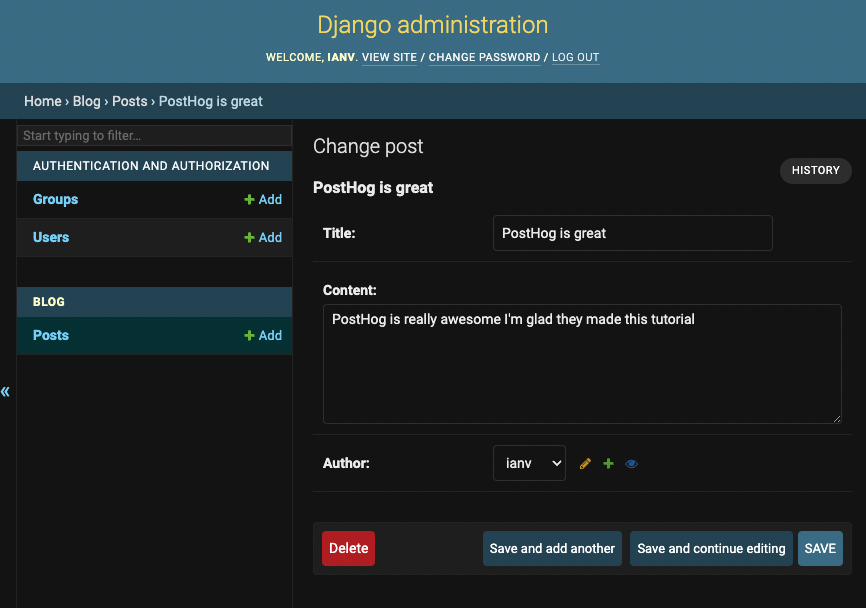 Django administration
WELCOME, IANV. VIEW SITE / CHANGE PASSWORD / LOG OUT
Home › Blog › Posts › PostHog is great
Start typing to filter...
AUTHENTICATION AND AUTHORIZATION
Groups + Add
Users + Add
BLOG
Posts + Add
«
Change post
HISTORY
PostHog is great
Title: PostHog is great
Content:
PostHog is really awesome I'm glad they made this tutorial
Author: ianv
Delete Save and add another Save and continue editing SAVE